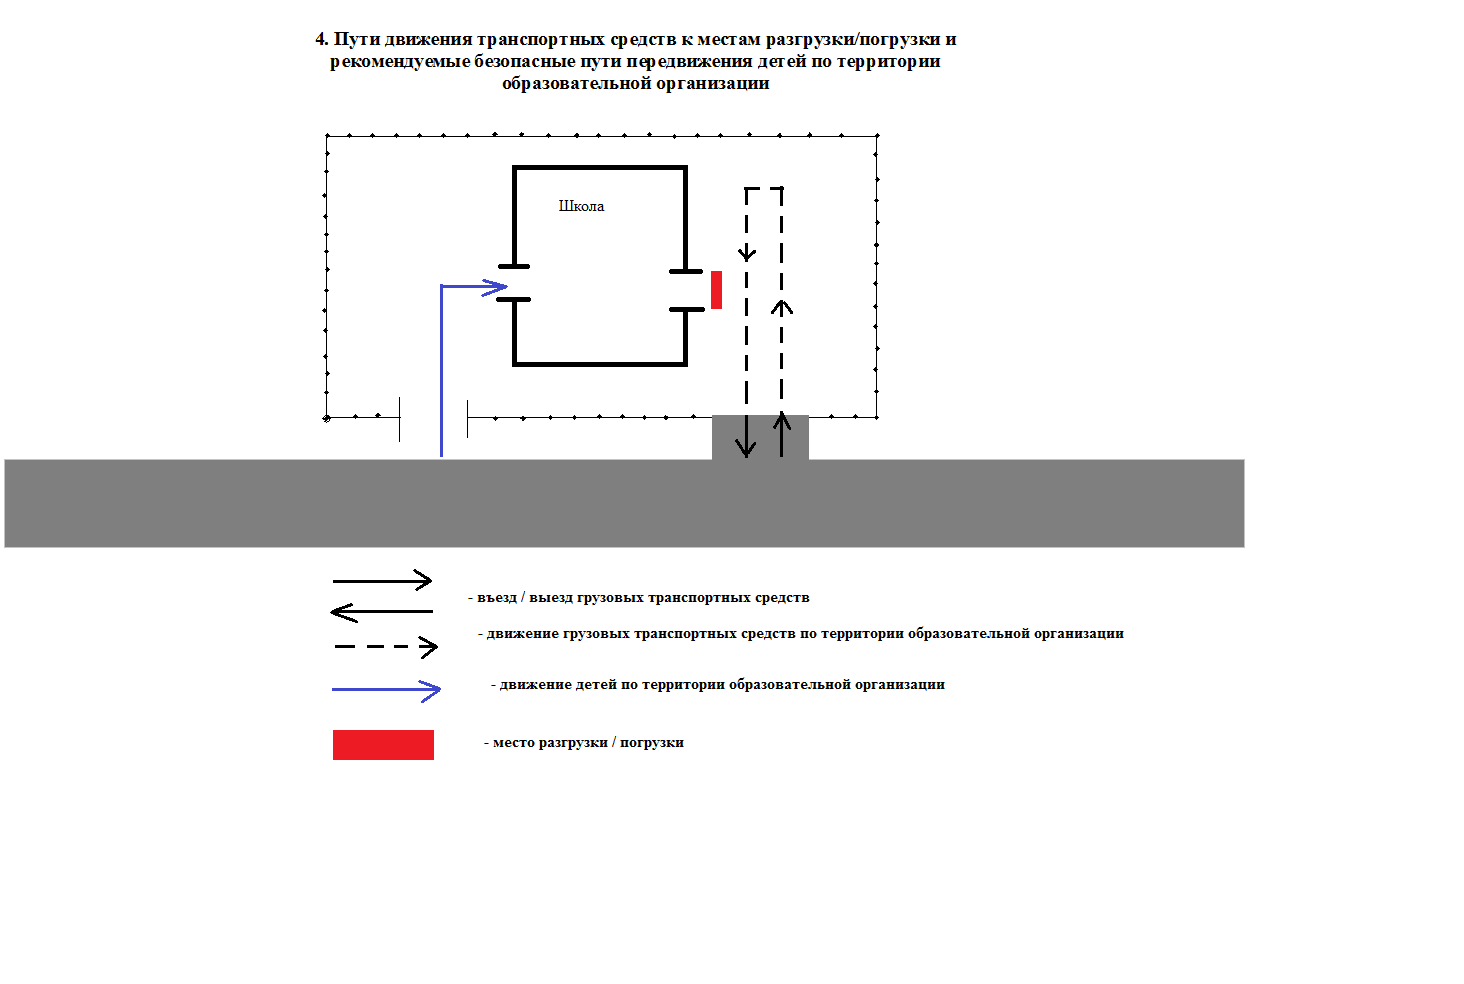 4. Пути движения транспортных средств к местам разгрузки/погрузки и
рекомендуемые безопасные пути передвижения детей по территории
образовательной организации
Школа
- въезд / выезд грузовых транспортных средств
- движение грузовых транспортных средств по территории образовательной организации
- движение детей по территории образовательной организации
- место разгрузки / погрузки